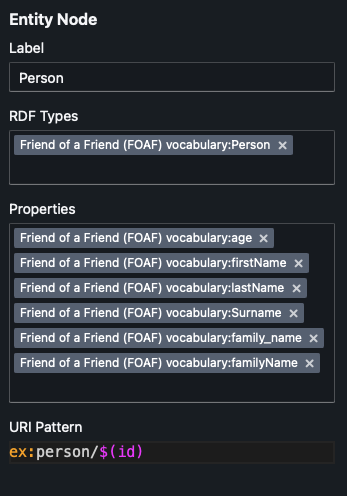 Entity Node
Label
Person
RDF Types
Friend of a Friend (FOAF) vocabulary:Person ×
Properties
Friend of a Friend (FOAF) vocabulary:age ×
Friend of a Friend (FOAF) vocabulary:firstName ×
Friend of a Friend (FOAF) vocabulary:lastName ×
Friend of a Friend (FOAF) vocabulary:Surname ×
Friend of a Friend (FOAF) vocabulary:family_name ×
Friend of a Friend (FOAF) vocabulary:familyName ×
URI Pattern
ex:person/$(id)